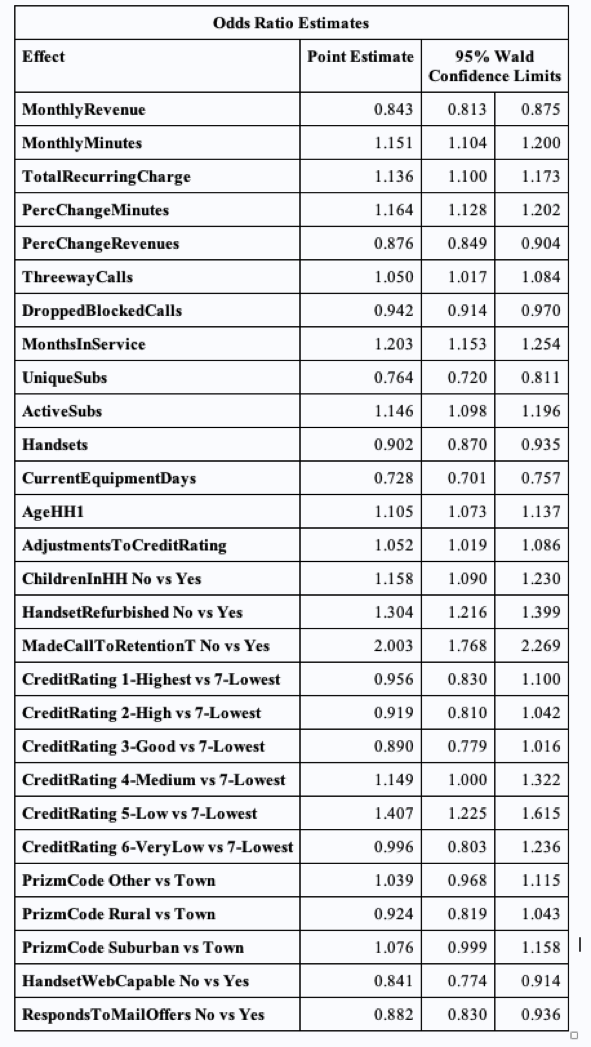 Odds Ratio Estimates
Effect Point Estimate 95% Wald
Confidence Limits
MonthlyRevenue 0.843 0.813 0.875
MonthlyMinutes 1.151 1.104 1.200
TotalRecurringCharge 1.136 1.100 1.173
PercChangeMinutes 1.164 1.128 1.202
PercChangeRevenues 0.876 0.849 0.904
ThreewayCalls 1.050 1.017 1.084
DroppedBlockedCalls 0.942 0.914 0.970
MonthsInService 1.203 1.153 1.254
UniqueSubs 0.764 0.720 0.811
ActiveSubs 1.146 1.098 1.196
Handsets 0.902 0.870 0.935
CurrentEquipmentDays 0.728 0.701 0.757
AgeHH1 1.105 1.073 1.137
AdjustmentsToCreditRating 1.052 1.019 1.086
ChildrenInHH No vs Yes 1.158 1.090 1.230
HandsetRefurbished No vs Yes 1.304 1.216 1.399
MadeCallToRetentionT No vs Yes 2.003 1.768 2.269
CreditRating 1-Highest vs 7-Lowest 0.956 0.830 1.100
CreditRating 2-High vs 7-Lowest 0.919 0.810 1.042
CreditRating 3-Good vs 7-Lowest 0.890 0.779 1.016
CreditRating 4-Medium vs 7-Lowest 1.149 1.000 1.322
CreditRating 5-Low vs 7-Lowest 1.407 1.225 1.615
CreditRating 6-VeryLow vs 7-Lowest 0.996 0.803 1.236
PrizmCode Other vs Town 1.039 0.968 1.115
PrizmCode Rural vs Town 0.924 0.819 1.043
PrizmCode Suburban vs Town 1.076 0.999 1.158
HandsetWebCapable No vs Yes 0.841 0.774 0.914
RespondsToMailOffers No vs Yes 0.882 0.830 0.936